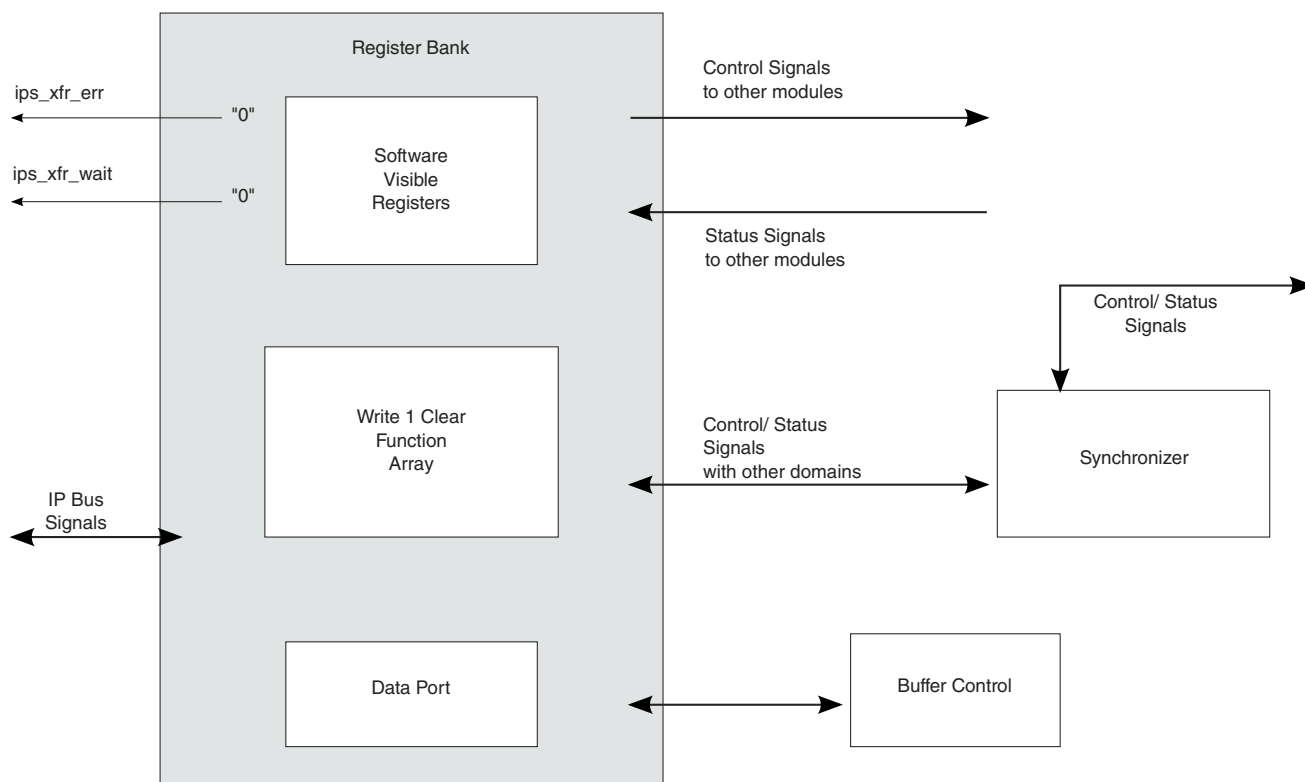 Register Bank
ips_xfr_err
"0"
ips_xfr_wait
"0"
Software
Visible
Registers
Control Signals
to other modules
Status Signals
to other modules
Control/ Status
Signals
Write 1 Clear
Function
Array
Control/ Status
Signals
with other domains
Synchronizer
IP Bus
Signals
Data Port
Buffer Control